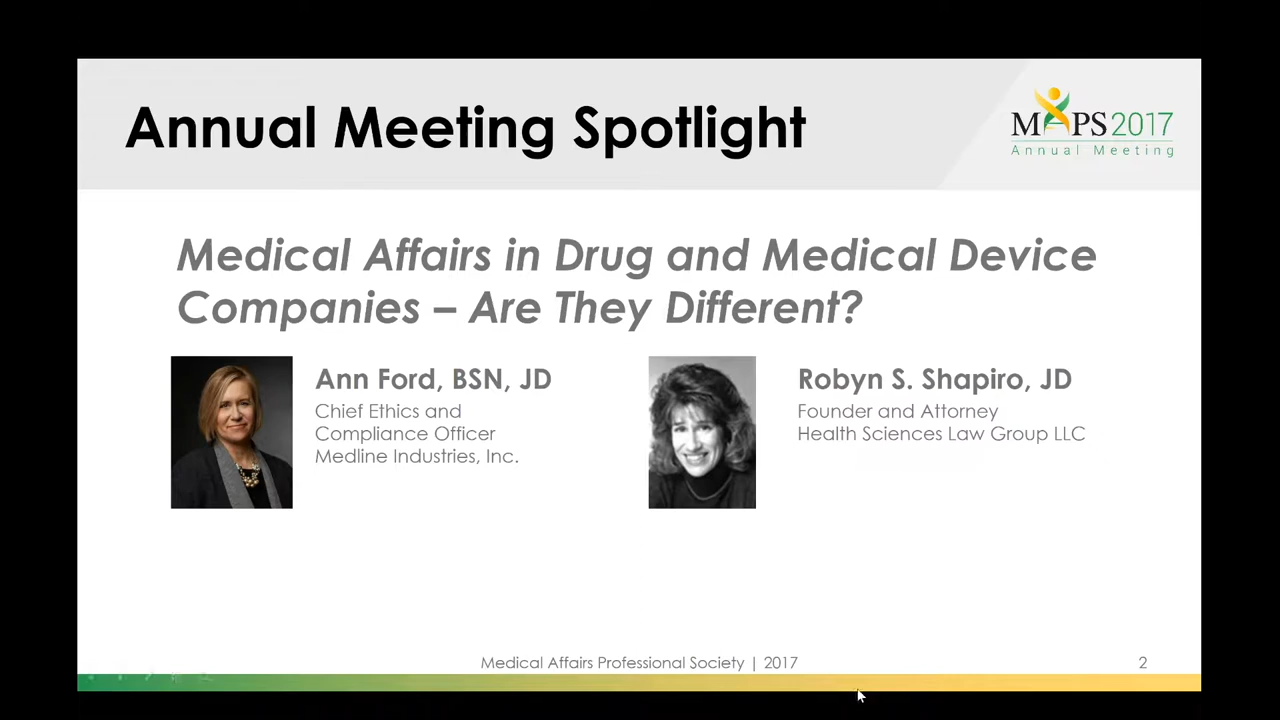 Annual Meeting Spotlight
MAPS 2017
Annual Meeting
Medical Affairs in Drug and Medical Device
Companies – Are They Different?
Ann Ford, BSN, JD
Chief Ethics and
Compliance Officer
Medline Industries, Inc.
Robyn S. Shapiro, JD
Founder and Attorney
Health Sciences Law Group LLC
Medical Affairs Professional Society | 2017
2